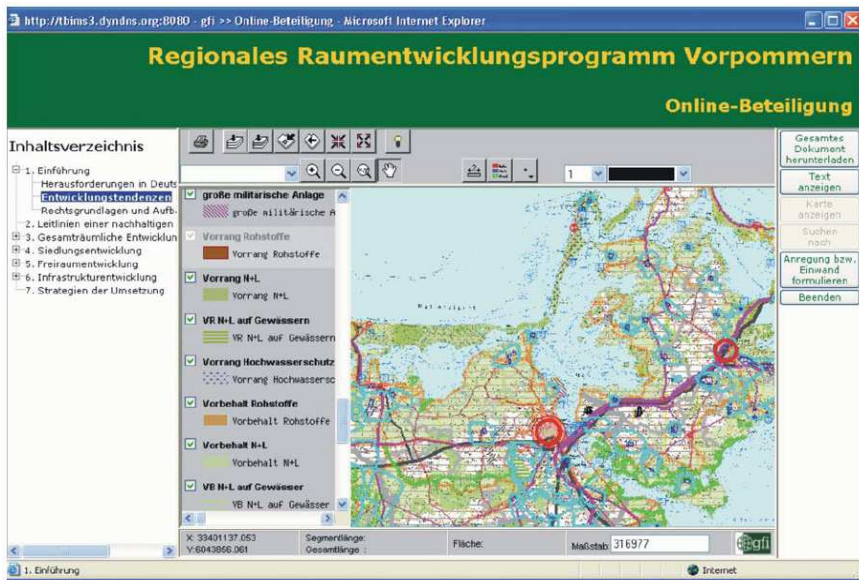 http://tbims3.dyndns.org:8080 - gfi >> Online-Beteiligung - Microsoft Internet Explorer
Regionales Raumentwicklungsprogramm Vorpommern
Online-Beteiligung
Inhaltsverzeichnis
1. Einführung
Herausforderungen in Deuts
Entwicklungstendenzen
Rechtsgrundlagen und Aufb
2. Leitlinien einer nachhaltigen
3. Gesamträumliche Entwicklun
4. Siedlungsentwicklung
5. Freiraumentwicklung
6. Infrastrukturentwicklung
7. Strategien der Umsetzung
1
große militärische Anlage
große militärische A
Vorrang Rohstoffe
Vorrang Rohstoffe
Vorrang N+L
Vorrang N+L
VR N+L auf Gewässern
VR N+L auf Gewässern
Vorrang Hochwasserschutz
Vorrang Hochwassersc
Vorbehalt Rohstoffe
Vorbehalt Rohstoffe
Vorbehalt N+L
Vorbehalt N+L
VB N+L auf Gewässer
VB N+L auf Gewässer
Gesamtes
Dokument
herunterladen
Text
anzeigen
Karte
anzeigen
Suchen
nach
Anregung bzw.
Einwand
formulieren
Beenden
X: 33401137.053
Y:6043856.061
Segmentlänge:
Gesamtlänge :
Fläche:
Maßstab: 316977
gfi
1. Einführung
Internet